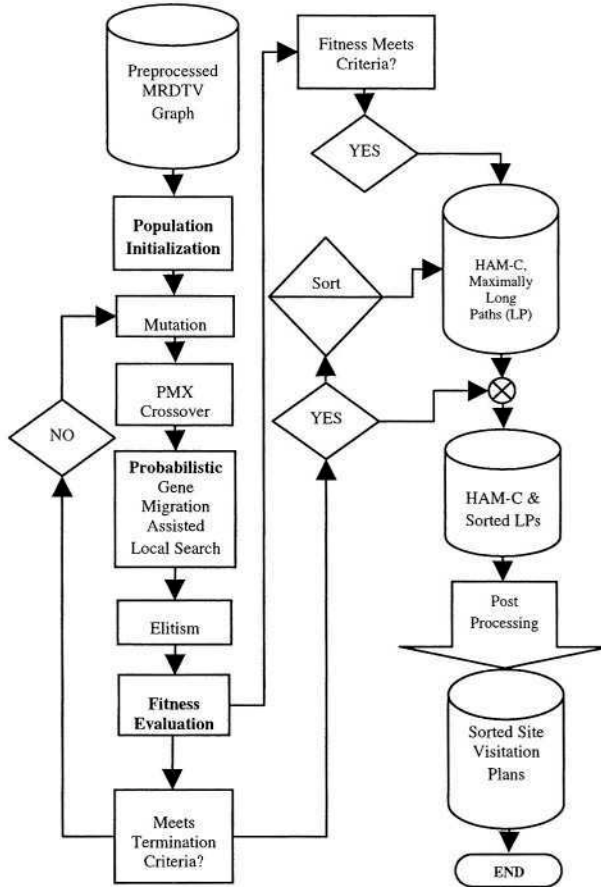 Preprocessed
MRDTV
Graph
Population
Initialization
Mutation
PMX
Crossover
NO
Probabilistic
Gene
Migration
Assisted
Local Search
Elitism
Fitness
Evaluation
Meets
Termination
Criteria?
Fitness Meets
Criteria?
YES
Sort
YES
HAM-C,
Maximally
Long
Paths (LP)
HAM-C &
Sorted LPs
Post
Processing
Sorted Site
Visitation
Plans
END